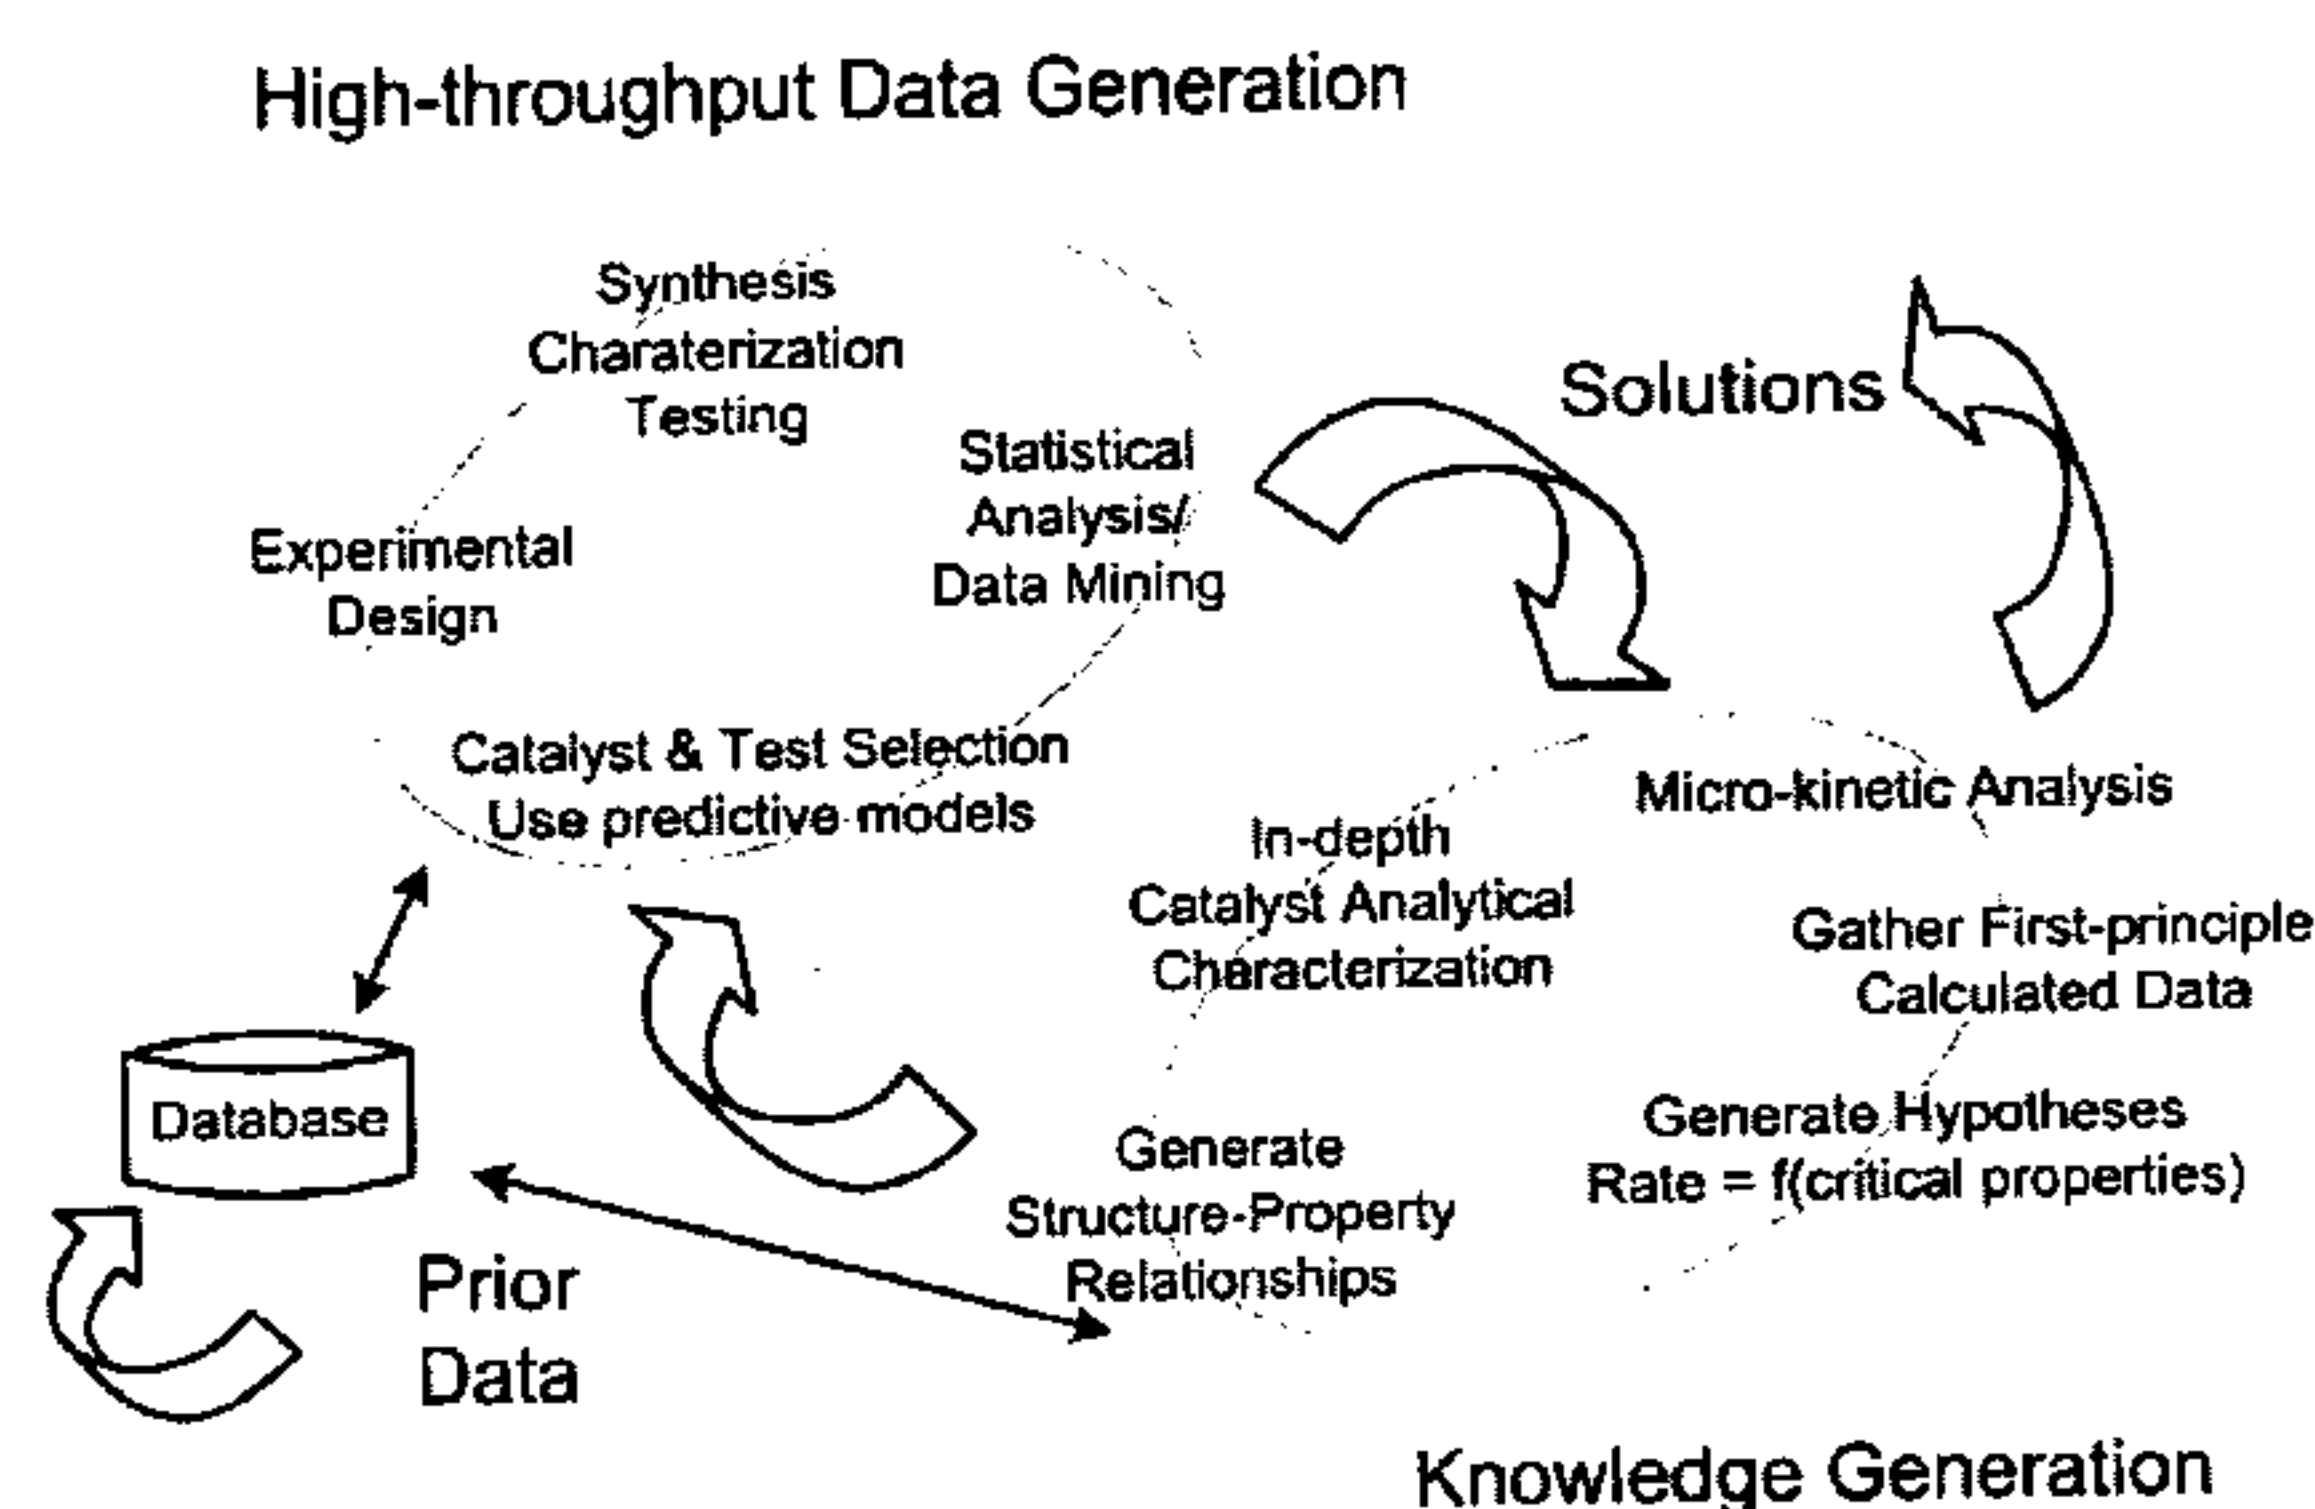 High-throughput Data Generation
Synthesis
Charaterization
Testing
Statistical
Analysis/
Data Mining
Experimental
Design
Catalyst & Test Selection
Use predictive models
Solutions
Micro-kinetic Analysis
In-depth
Catalyst Analytical
Characterization
Gather First-principle
Calculated Data
Generate Hypotheses
Rate = f(critical properties)
Generate
Structure-Property
Relationships
Database
Prior
Data
Knowledge Generation